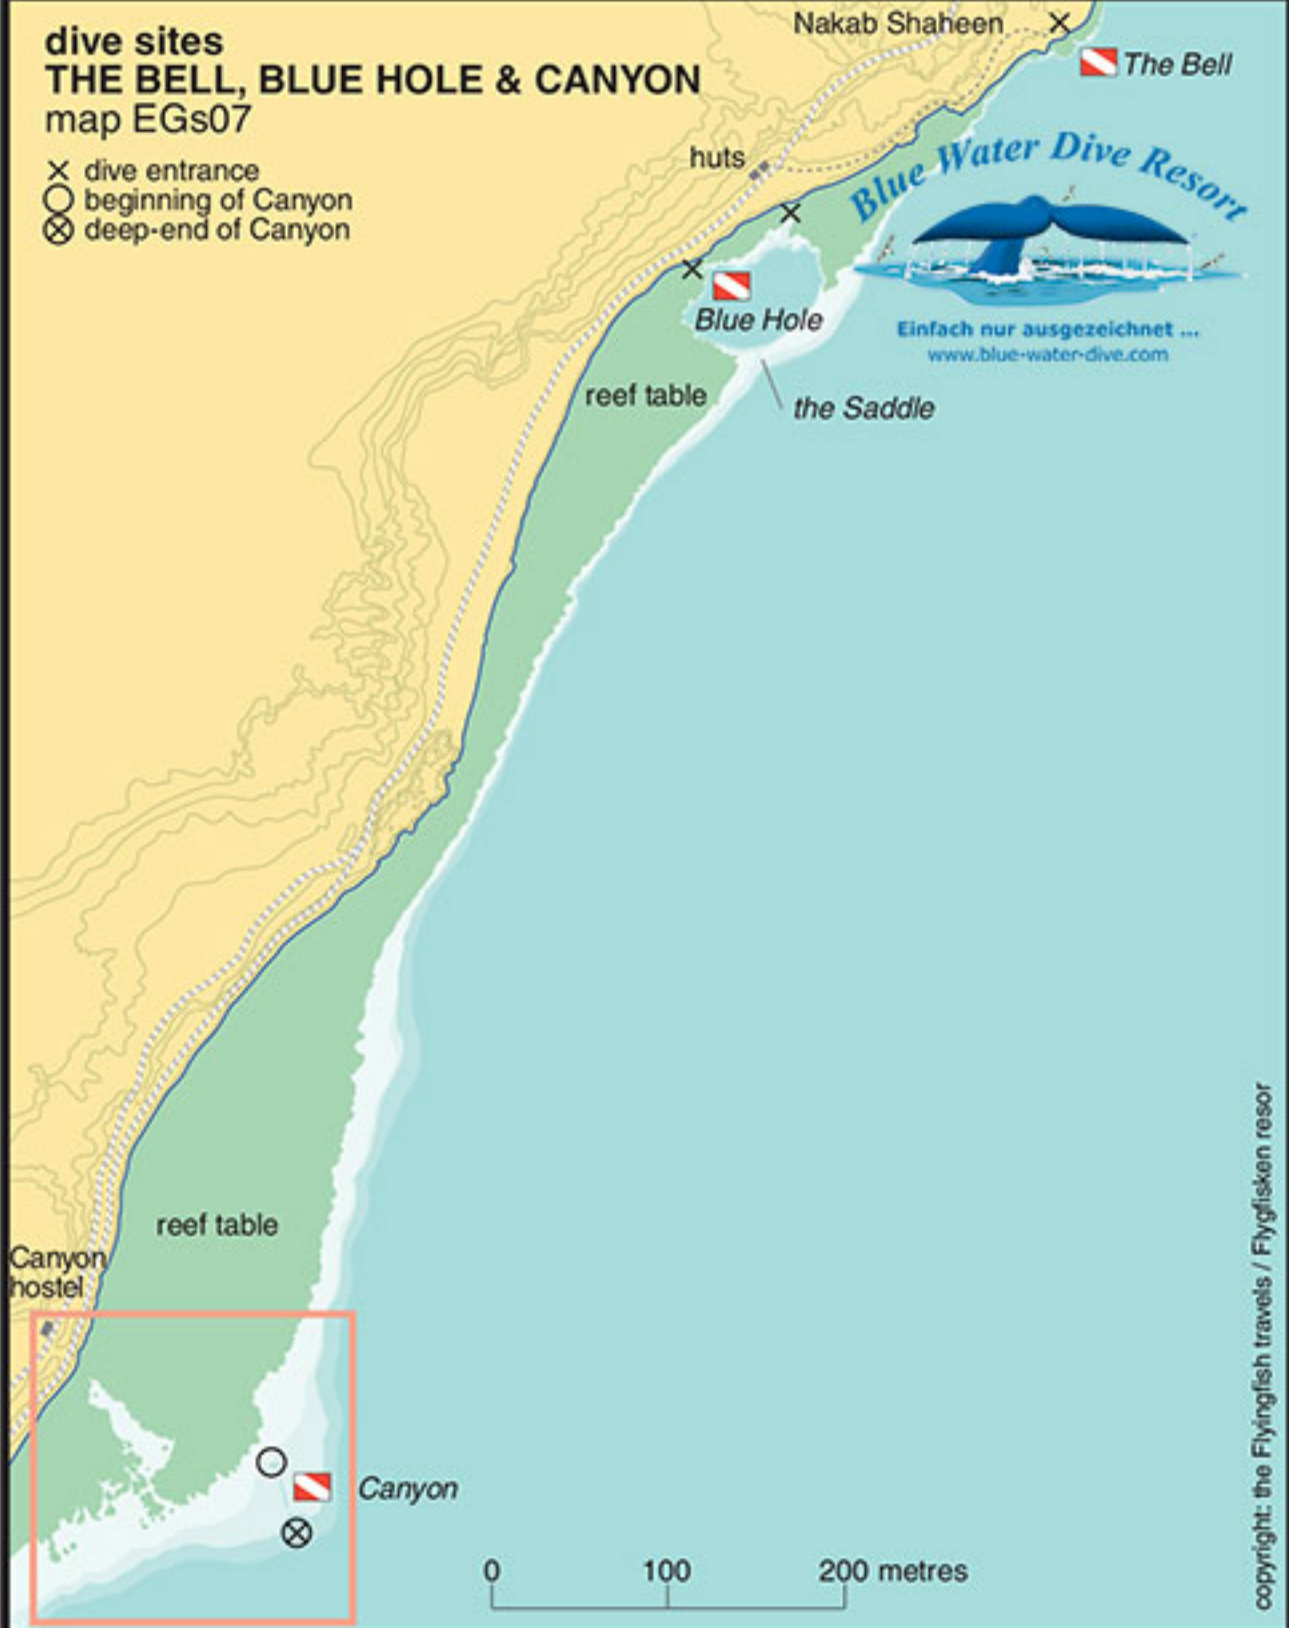 dive sites
THE BELL, BLUE HOLE & CANYON
map EGs07
dive entrance
beginning of Canyon
deep-end of Canyon
Nakab Shaheen
The Bell
huts
Blue Water Dive Resort
Einfach nur ausgezeichnet ...
www.blue-water-dive.com
Blue Hole
reef table
the Saddle
reef table
Canyon
hostel
Canyon
0 100 200 metres
copyright: the Flyingfish travels / Flygfisken resor